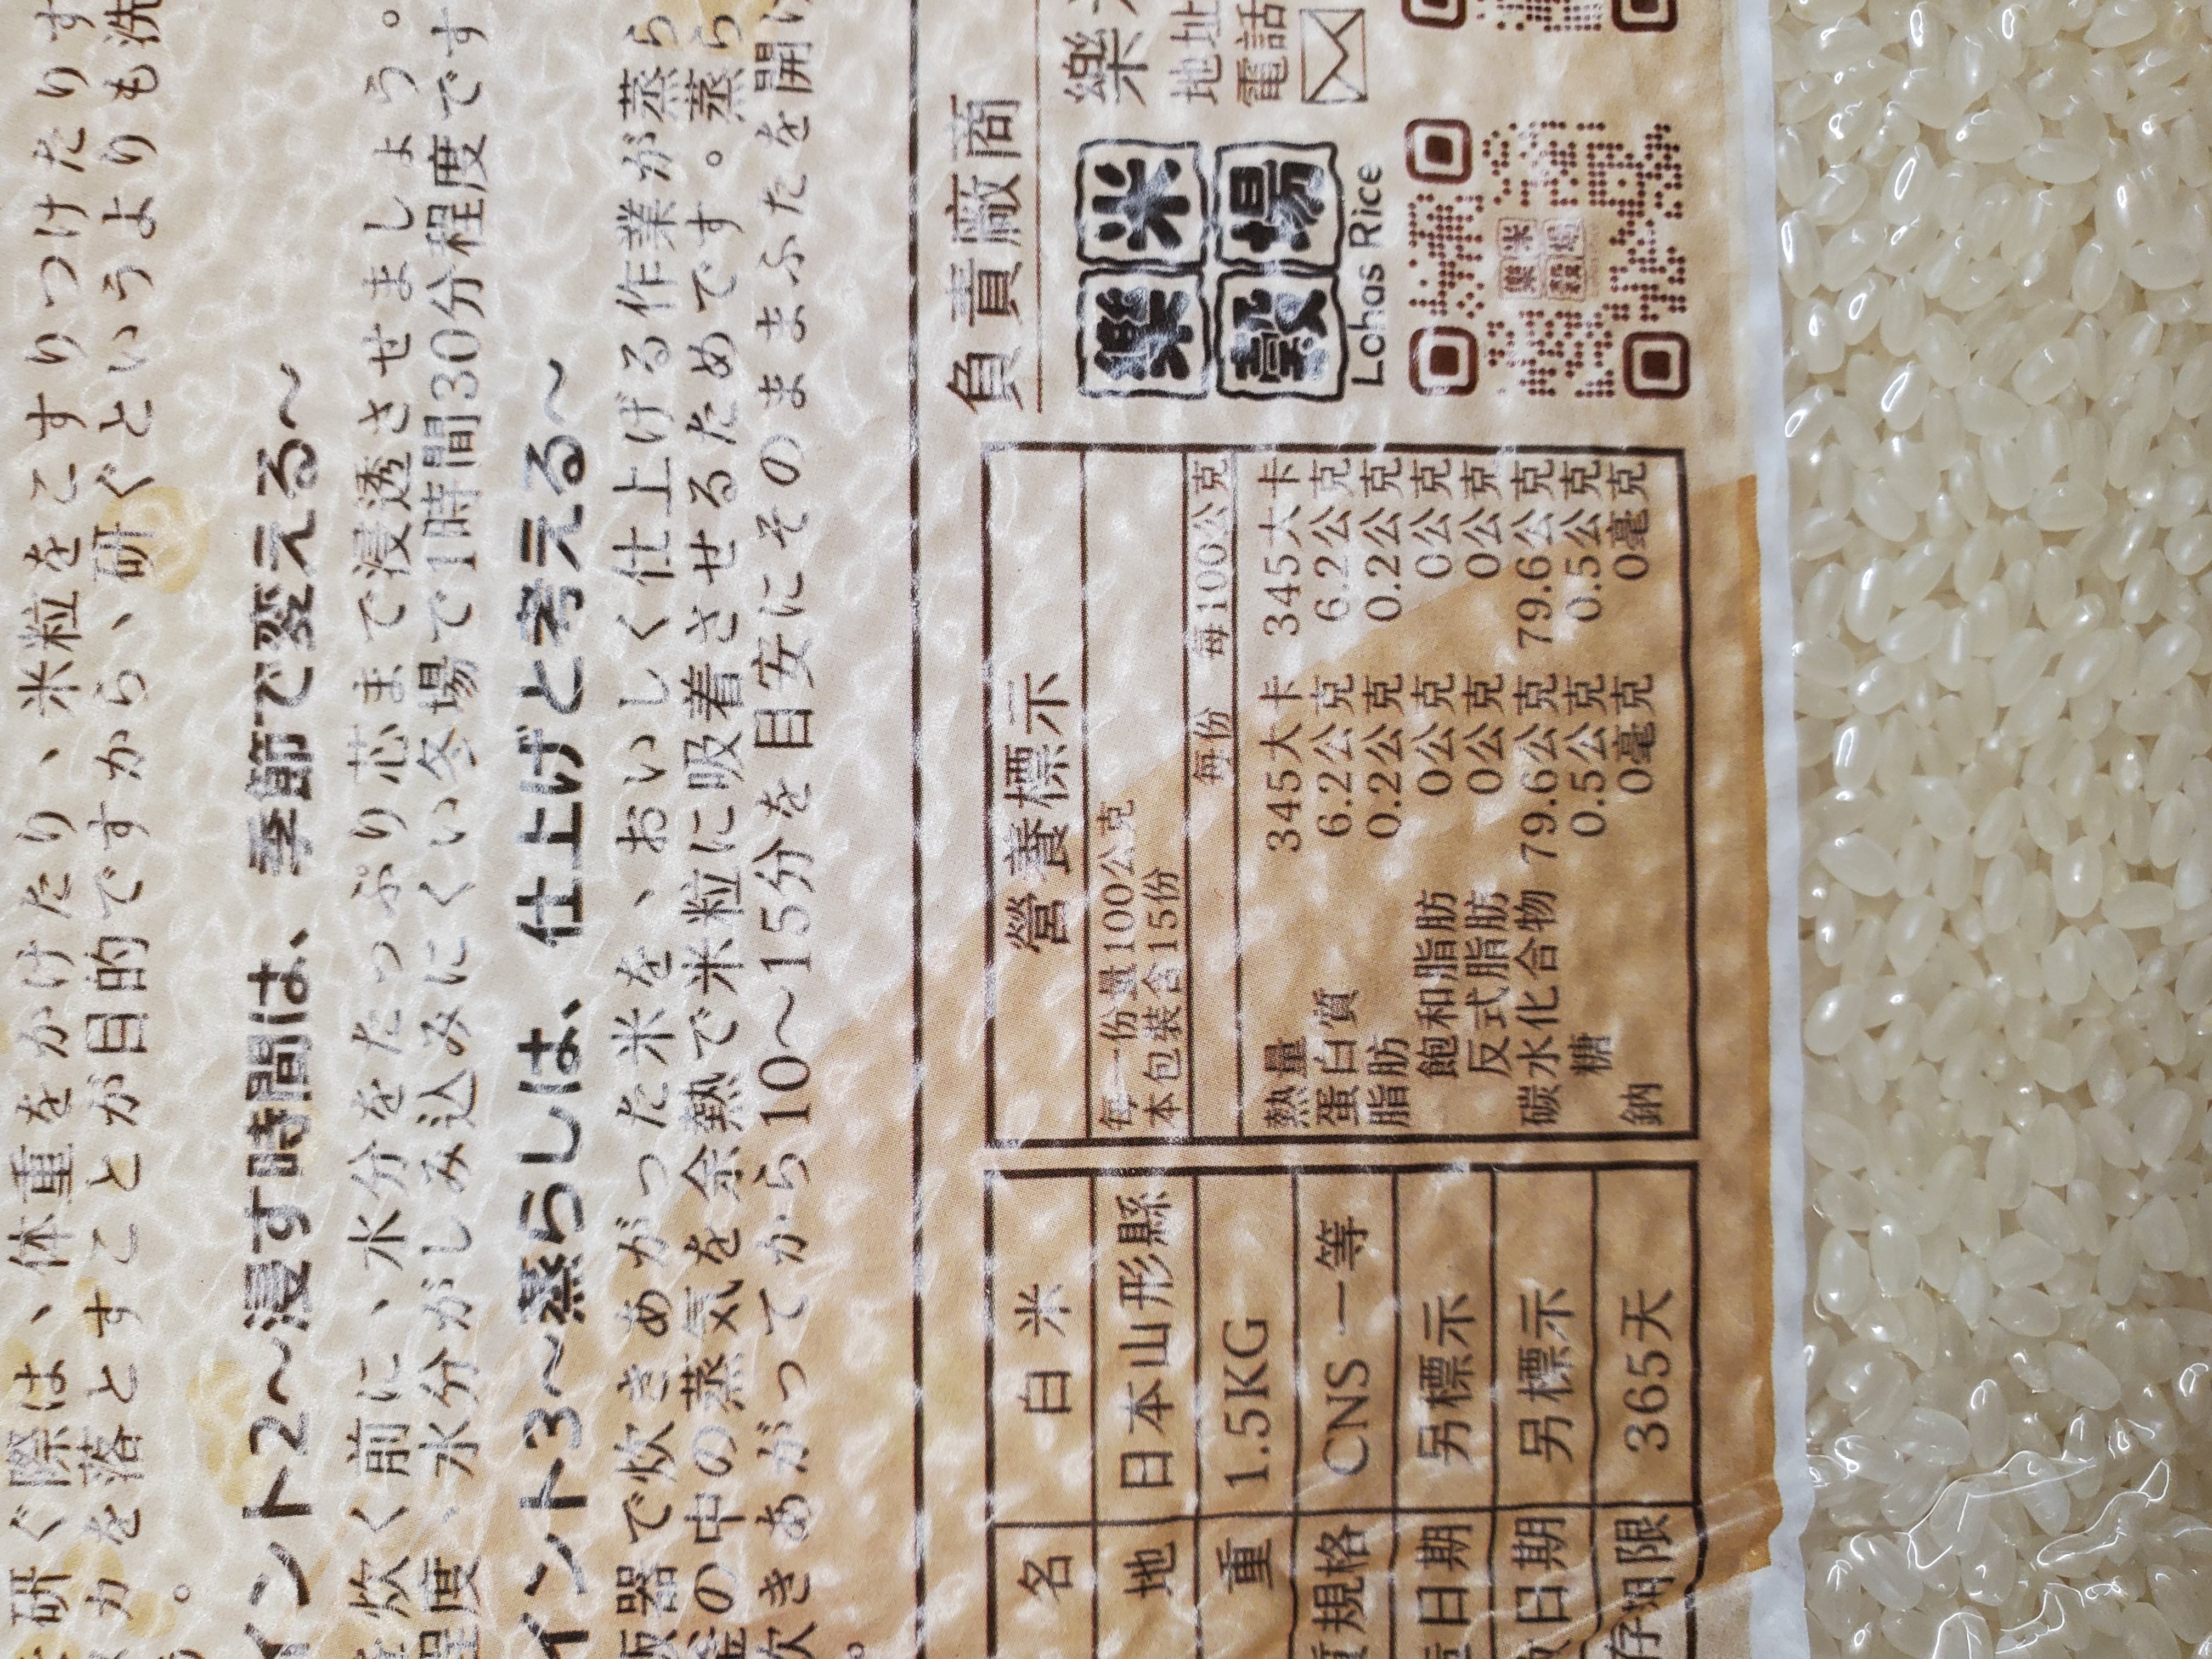 研ぐ際は、体重をかけたり、米粒をこすりつけたりす
カを落とすことが目的ですから、研ぐというよりも洗
。
イント2～浸す時間は、季節で変える～
炊く前に、水分をたっぷり芯まで浸透させましょう。
程度、水分がしみ込みにくい冬場で1時間30分程度です
イント3～蒸らしは、仕上げと考える～
飯器で炊きあがった米を、おいしく仕上げる作業が蒸ら
釜の中の蒸気を余熱で米粒に吸着させるためです。蒸ら
炊きあがってから10～15分を目安にそのままふたを開け
。
名 白米
地 日本山形縣
重 1.5KG
質規格 CNS 一等
造日期 另標示
日期 另標示
存期限 365天
營養標示
每一份量100公克
本包裝含15份
每份 每100公克
熱量 345大卡 345大卡
蛋白質 6.2公克 6.2公克
脂肪 0.2公克 0.2公克
飽和脂肪 0公克 0公克
反式脂肪 0公克 0公克
碳水化合物 79.6公克 79.6公克
糖 0.5公克 0.5公克
鈉 0毫克 0毫克
負責廠商
樂米
穀場
Lohas Rice
樂
地址
電話
樂米
穀場